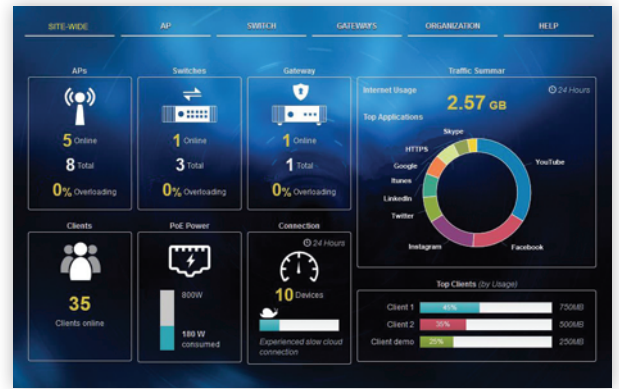 SITE-WIDE AP SWITCH GATEWAYS ORGANIZATION HELP
APs
5 Online
8 Total
0% Overloading
Switches
1 Online
3 Total
0% Overloading
Gateway
1 Online
1 Total
0% Overloading
Traffic Summar
Internet Usage
2.57 GB
24 Hours
Top Applications
Skype
HTTPS
Google
Itunes
LinkedIn
Twitter
Instagram
Facebook
YouTube
Clients
35
Clients online
PoE Power
800W
180 W
consumed
Connection
24 Hours
10 Devices
Experienced slow cloud
connection
Top Clients (by Usage)
Client 1 45% 750MB
Client 2 35% 500MB
Client demo 25% 250MB